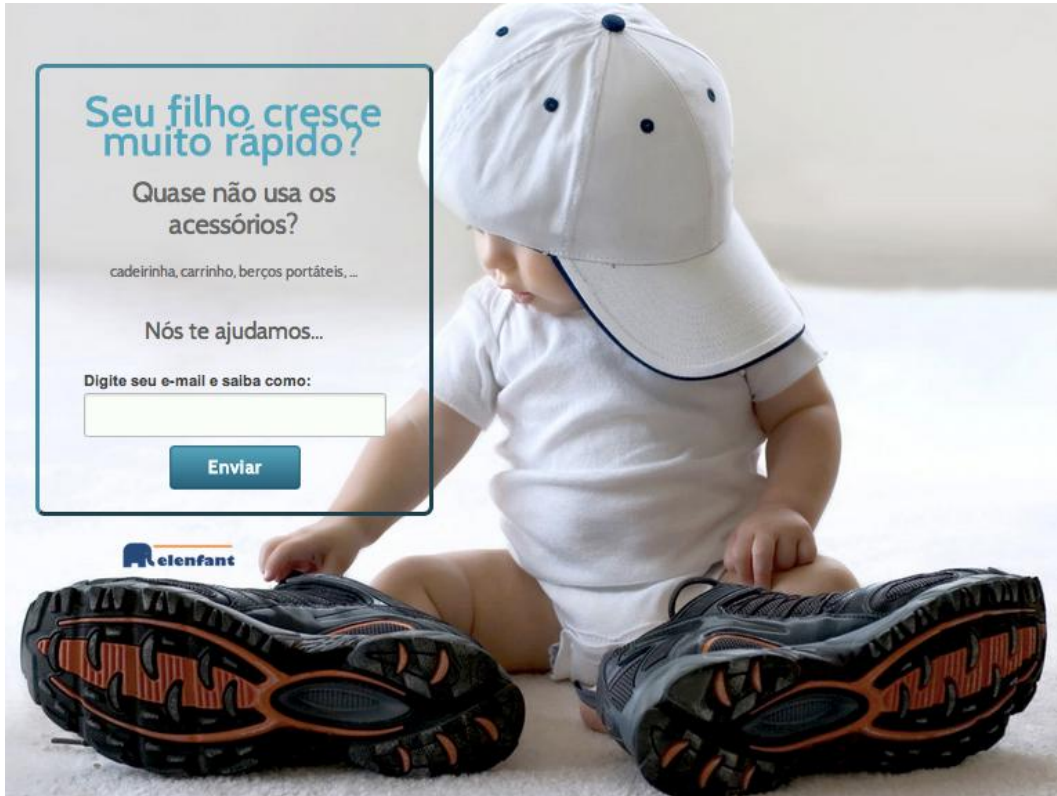 Seu filho cresce
muito rápido?
Quase não usa os
acessórios?
cadeirinha, carrinho, berços portáteis, ...
Nós te ajudamos...
Digite seu e-mail e saiba como:
Enviar
elenfant